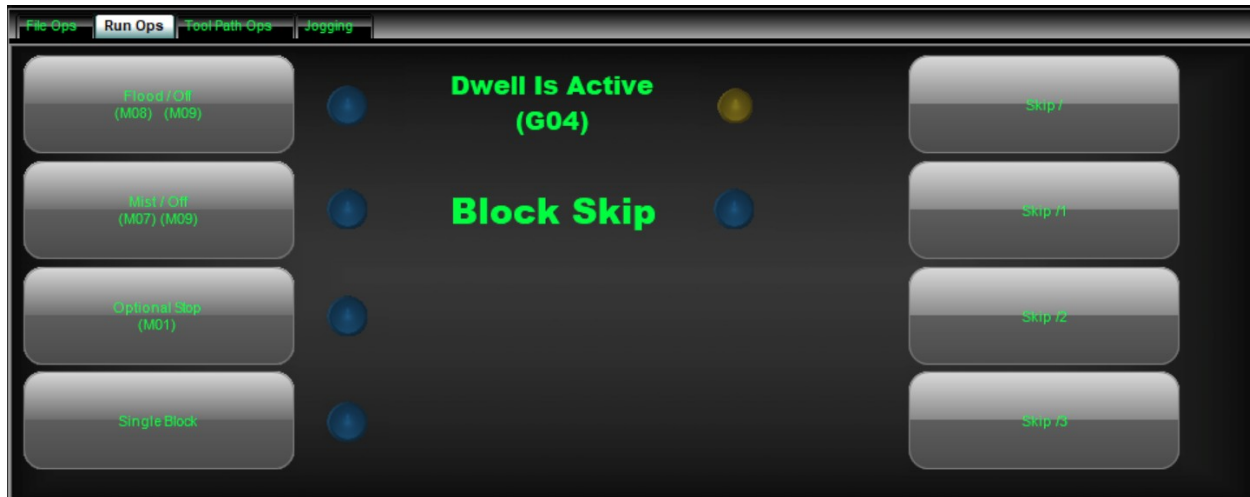 File Ops
Run Ops
Tool Path Ops
Jogging
Flood / Off
(M08) (M09)
Dwell Is Active
(G04)
Skip /
Mist / Off
(M07) (M09)
Block Skip
Skip /1
Optional Stop
(M01)
Skip /2
Single Block
Skip /3